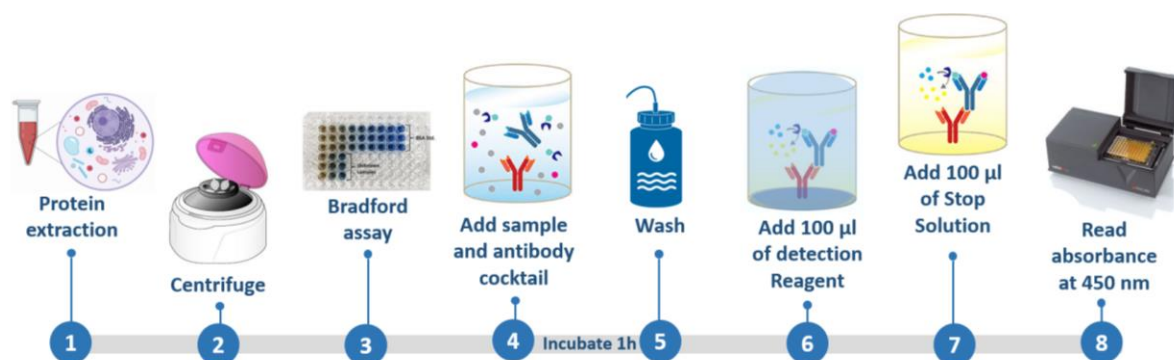 Protein
extraction
Centrifuge
Bradford
assay
Add sample
and antibody
cocktail
Wash
Add 100 µl
of detection
Reagent
Add 100 µl
of Stop
Solution
Read
absorbance
at 450 nm
1
2
3
4
Incubate 1h
5
6
7
8